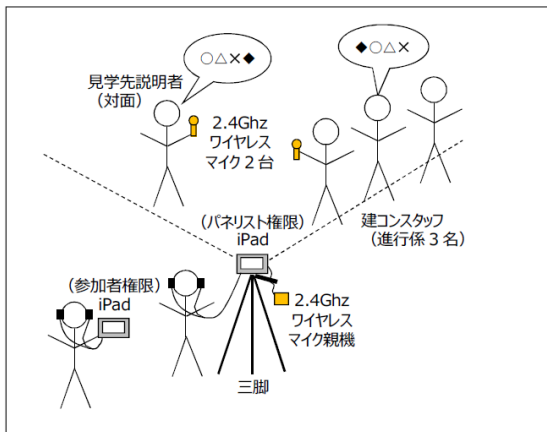 ○△×◆
◆○△×
見学先説明者
（対面）
2.4Ghz
ワイヤレス
マイク２台
建コンスタッフ
（進行係３名）
（パネリスト権限）
iPad
（参加者権限）
iPad
2.4Ghz
ワイヤレス
マイク親機
三脚